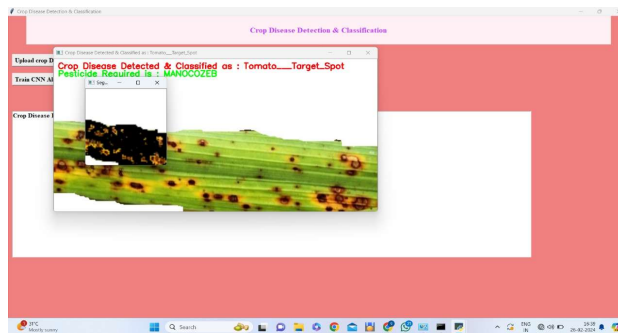 Crop Disease Detection & Classification
Crop Disease Detection & Classification
Upload crop D
Train CNN Al
Crop Disease Detected & Classified as : Tomato___Target_Spot
Crop Disease Detected & Classified as : Tomato___Target_Spot
Pesticide Required is : MANOCOZEB
Seg...
Crop Disease
31°C
Mostly sunny
Search
ENG
IN
26-02-2024